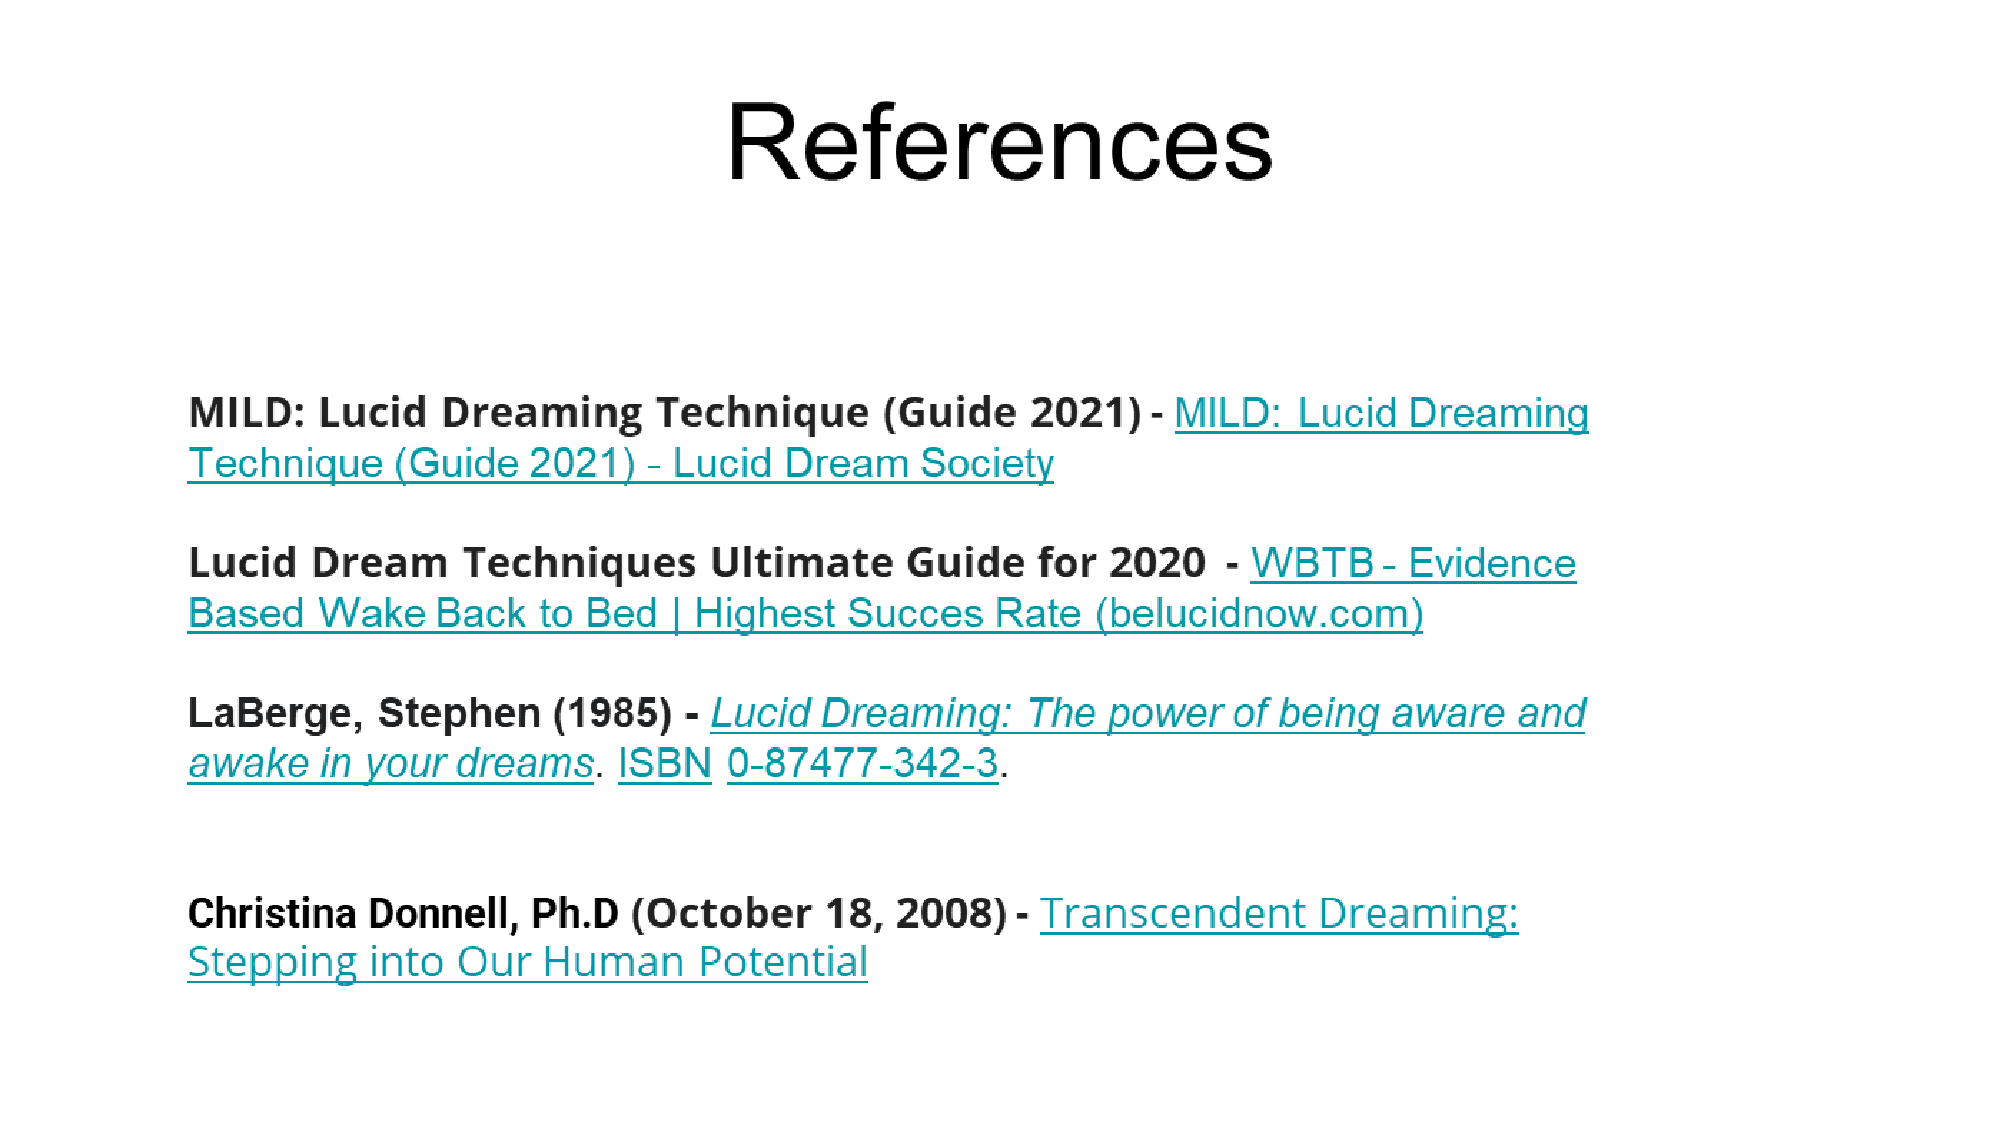 References
MILD: Lucid Dreaming Technique (Guide 2021) - MILD: Lucid Dreaming
Technique (Guide 2021) - Lucid Dream Society
Lucid Dream Techniques Ultimate Guide for 2020 - WBTB - Evidence
Based Wake Back to Bed | Highest Succes Rate (belucidnow.com)
LaBerge, Stephen (1985) - Lucid Dreaming: The power of being aware and
awake in your dreams. ISBN 0-87477-342-3.
Christina Donnell, Ph.D (October 18, 2008) - Transcendent Dreaming:
Stepping into Our Human Potential